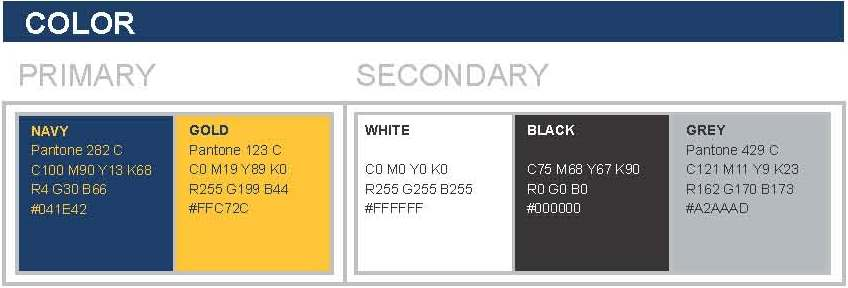 COLOR
PRIMARY
SECONDARY
NAVY
Pantone 282 C
C100 M90 Y13 K68
R4 G30 B66
#041E42
GOLD
Pantone 123 C
C0 M19 Y89 K0
R255 G199 B44
#FFC72C
WHITE
C0 M0 Y0 K0
R255 G255 B255
#FFFFFF
BLACK
C75 M68 Y67 K90
R0 G0 B0
#000000
GREY
Pantone 429 C
C121 M11 Y9 K23
R162 G170 B173
#A2AAAD